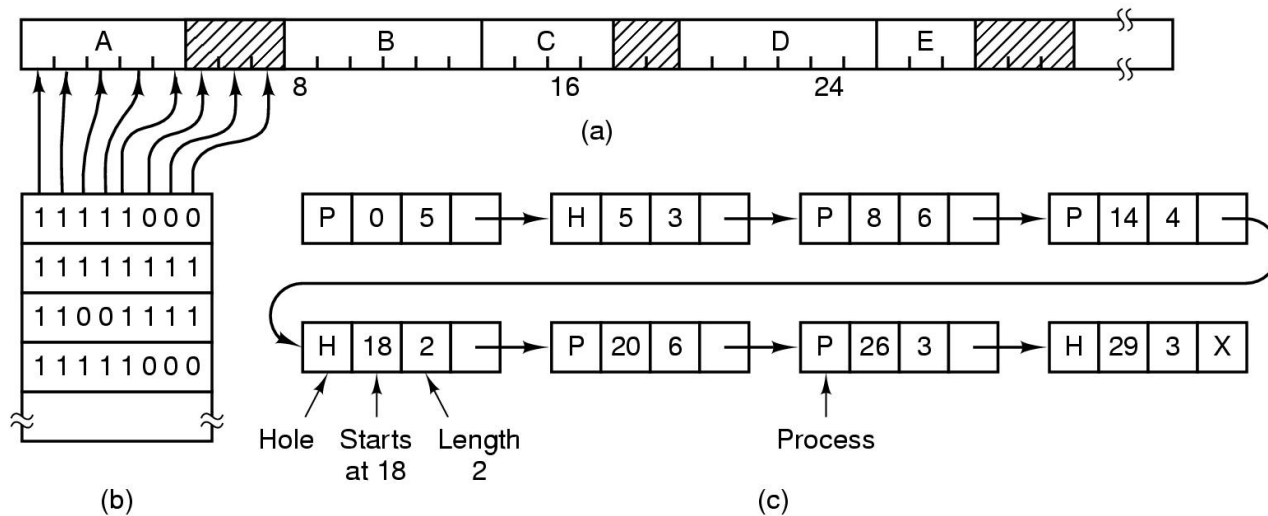 A B C D E
8 16 24
(a)
1 1 1 1 1 0 0 0
1 1 1 1 1 1 1 1
1 1 0 0 1 1 1 1
1 1 1 1 1 0 0 0
(b)
P 0 5 H 5 3 P 8 6 P 14 4
H 18 2 P 20 6 P 26 3 H 29 3 X
Hole Starts Length Process
at 18 2
(c)